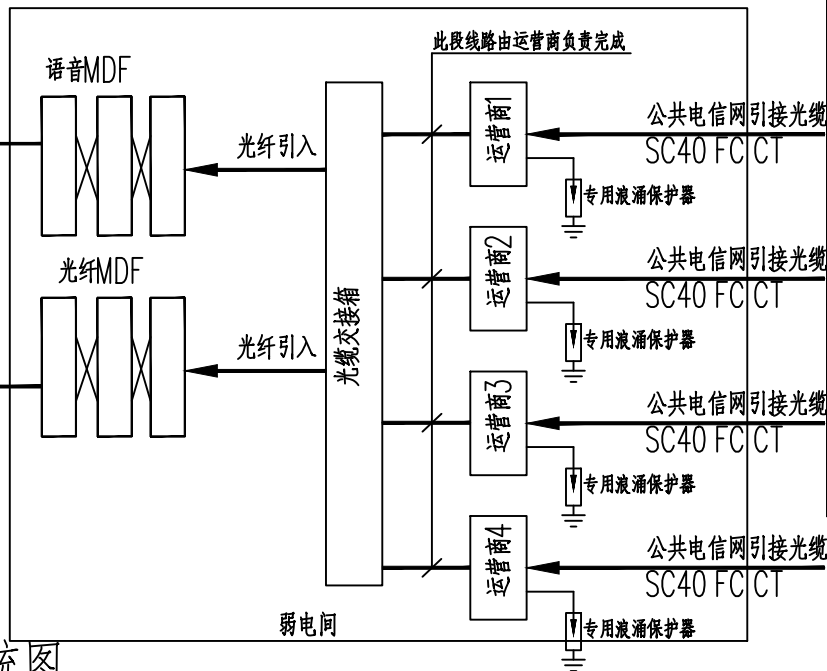 此段线路由运营商负责完成
语音MDF
光纤引入
运营商1
公共电信网引接光缆
SC40 FC CT
专用浪涌保护器
光纤MDF
光纤引入
光缆交接箱
运营商2
公共电信网引接光缆
SC40 FC CT
专用浪涌保护器
运营商3
公共电信网引接光缆
SC40 FC CT
专用浪涌保护器
运营商4
公共电信网引接光缆
SC40 FC CT
专用浪涌保护器
弱电间
图